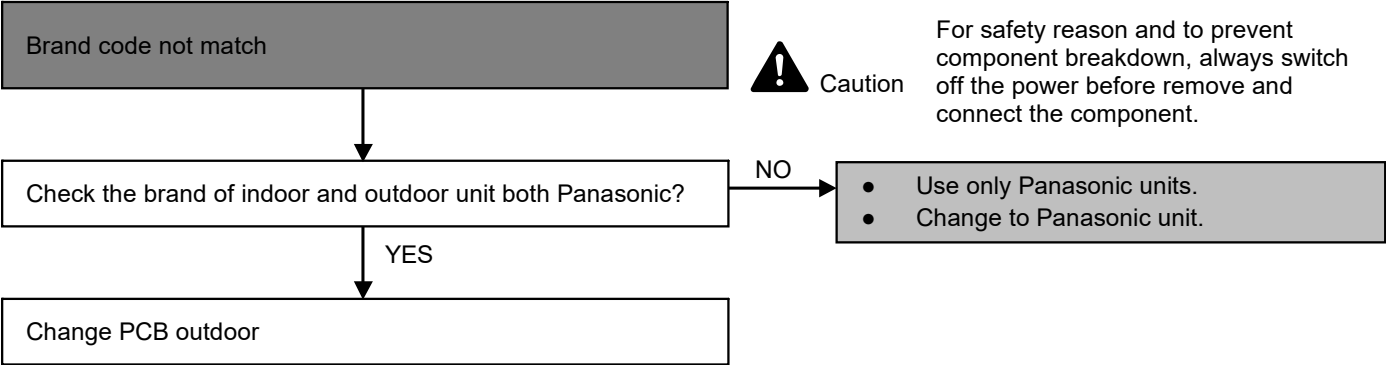 Brand code not match
Caution
For safety reason and to prevent
component breakdown, always switch
off the power before remove and
connect the component.
Check the brand of indoor and outdoor unit both Panasonic?
NO
● Use only Panasonic units.
● Change to Panasonic unit.
YES
Change PCB outdoor